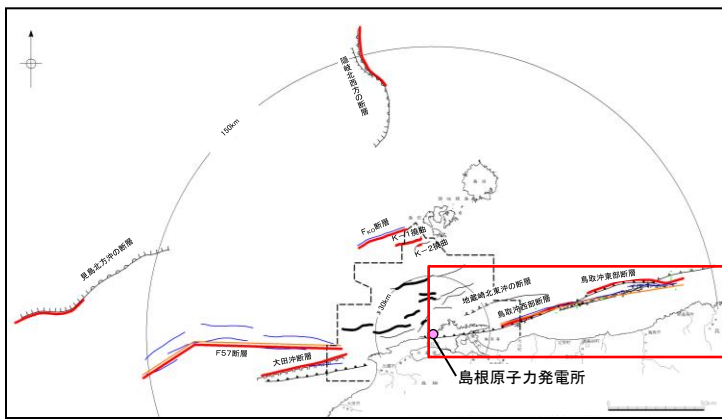 隠岐北西方の断層
150km
FKO断層
K-1撓曲
K-2撓曲
見島北方沖の断層
鳥取沖東部断層
地蔵崎北東沖の断層
30km
鳥取沖西部断層
F57断層
大田沖断層
島根原子力発電所